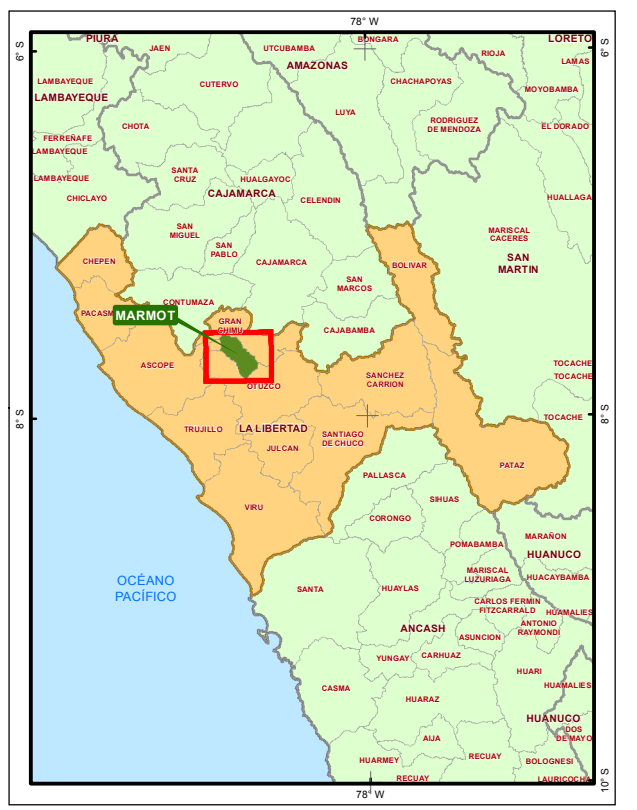 78° W
PIURA
JAEN
UTCUBAMBA
BONGARA
RIOJA
LORETO
6° S
6° S
AMAZONAS
LAMAS
LAMBAYEQUE
CUTERVO
CHACHAPOYAS
MOYOBAMBA
LAMBAYEQUE
LUYA
RODRIGUEZ
DE MENDOZA
CHOTA
EL DORADO
FERREÑAFE
LAMBAYEQUE
SANTA
CRUZ
HUALGAYOC
LAMBAYEQUE
CAJAMARCA
CHICLAYO
CELENDIN
HUALLAGA
SAN
MIGUEL
MARISCAL
CACERES
SAN
PABLO
SAN
MARTIN
CHEPEN
CAJAMARCA
BOLIVAR
SAN
MARCOS
CONTUMAZA
PACASM
MARMOT
GRAN
CHIMU
CAJABAMBA
ASCOPE
TOCACHE
TOCACHE
SANCHEZ
CARRION
OTUZCO
8° S
8° S
TOCACHE
TRUJILLO
LA LIBERTAD
SANTIAGO
DE CHUCO
JULCAN
PATAZ
PALLASCA
SIHUAS
VIRU
CORONGO
MARAÑON
POMABAMBA
HUANUCO
OCÉANO
PACÍFICO
MARISCAL
LUZURIAGA
HUACAYBAMBA
SANTA
HUAYLAS
CARLOS FERMIN
FITZCARRALD
HUAMALIES
ANCASH
ANTONIO
RAYMONDI
ASUNCION
YUNGAY
CARHUAZ
HUARI
CASMA
HUARAZ
HUAMALIES
HUANUCO
DOS
DE MAYO
AIJA
HUARMEY
RECUAY
BOLOGNESI
RECUAY
LAURICOCHA
10° S
78° W